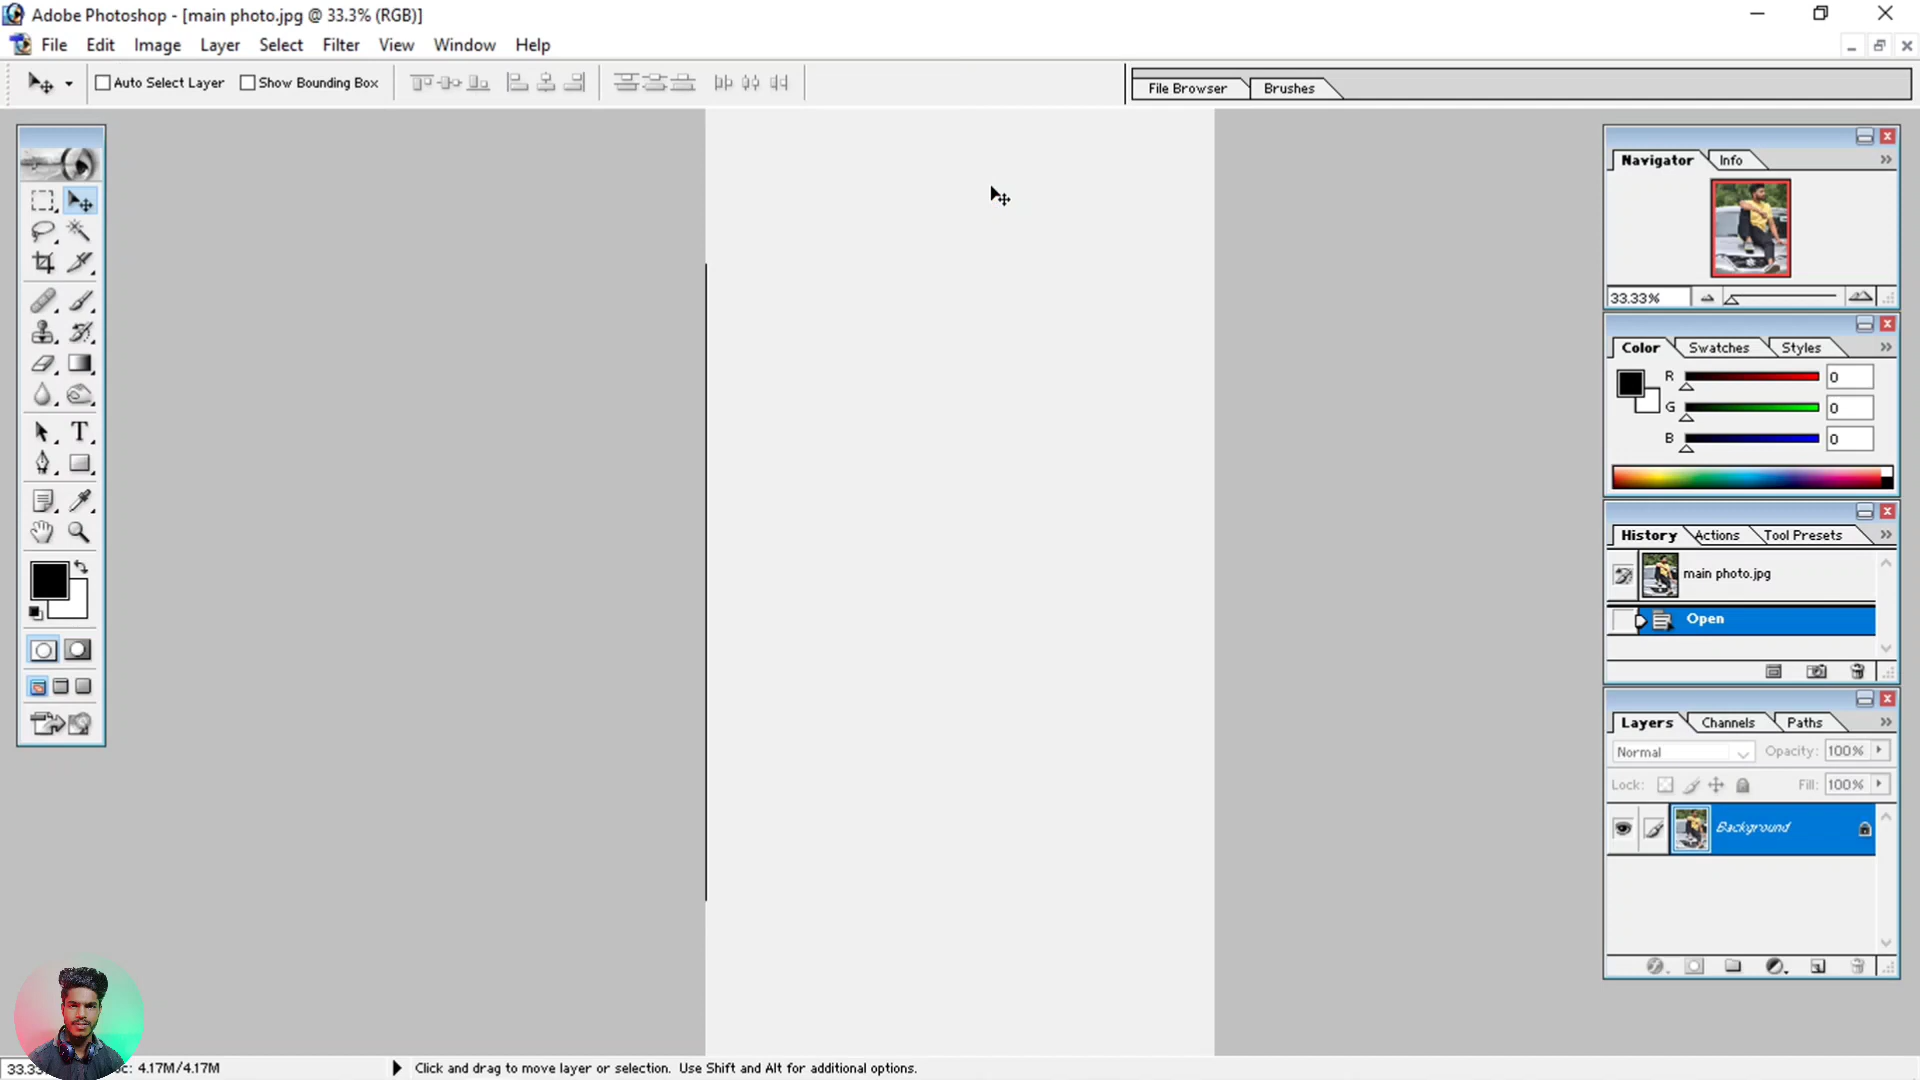 Adobe Photoshop - [main photo.jpg @ 33.3% (RGB)]
File Edit Image Layer Select Filter View Window Help
Auto Select Layer Show Bounding Box
File Browser Brushes
Navigator Info
33.33%
Color Swatches Styles
R 0
G 0
B 0
History Actions Tool Presets
main photo.jpg
Open
Layers Channels Paths
Normal Opacity: 100%
Lock: Fill: 100%
Background
4.17M/4.17M Click and drag to move layer or selection. Use Shift and Alt for additional options.